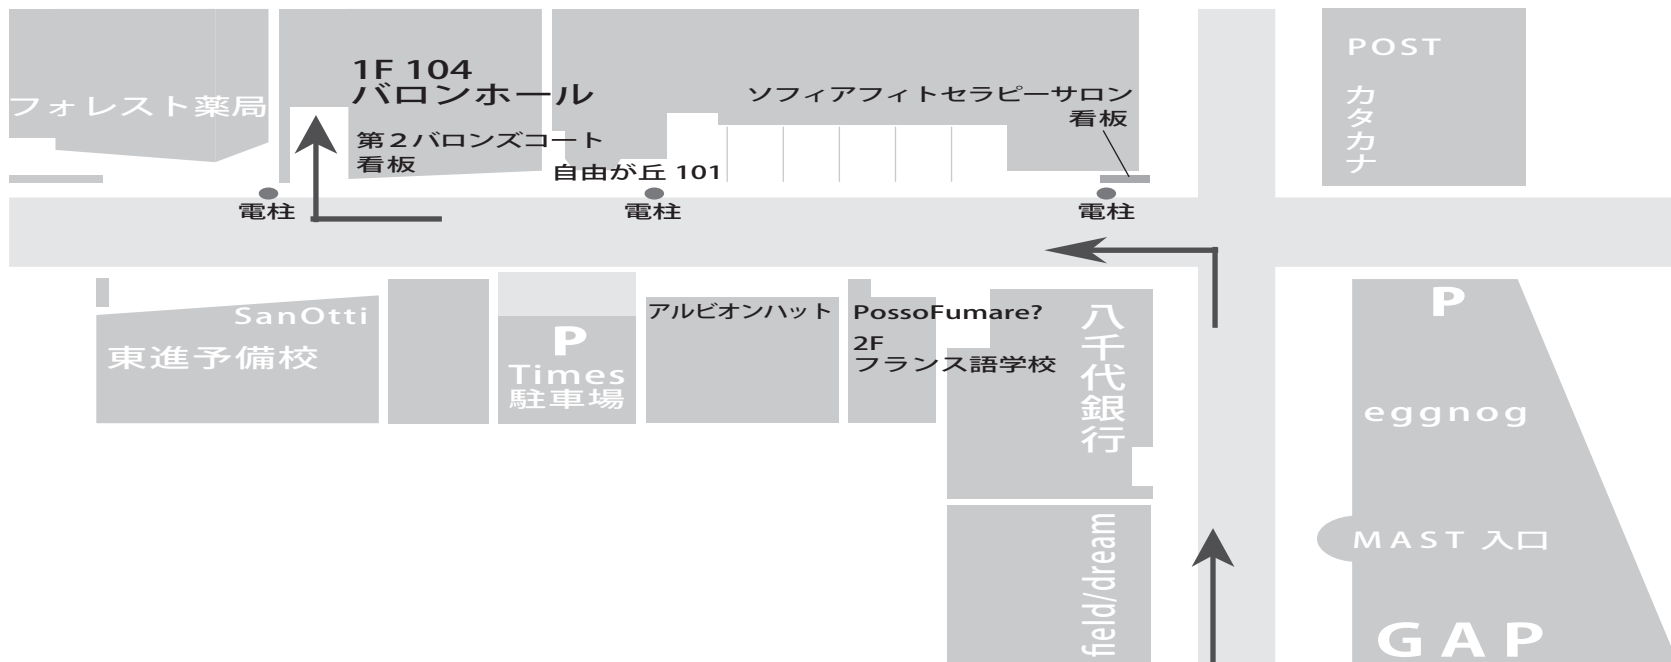 フォレスト薬局
1F 104
バロンホール
第２バロンズコート
看板
自由が丘 101
ソフィアフィトセラピーサロン
看板
POST
カタカナ
電柱
電柱
電柱
SanOtti
東進予備校
P
Times
駐車場
アルビオンハット
PossoFumare?
2F
フランス語学校
八千代銀行
field/dream
P
eggnog
MAST 入口
GAP